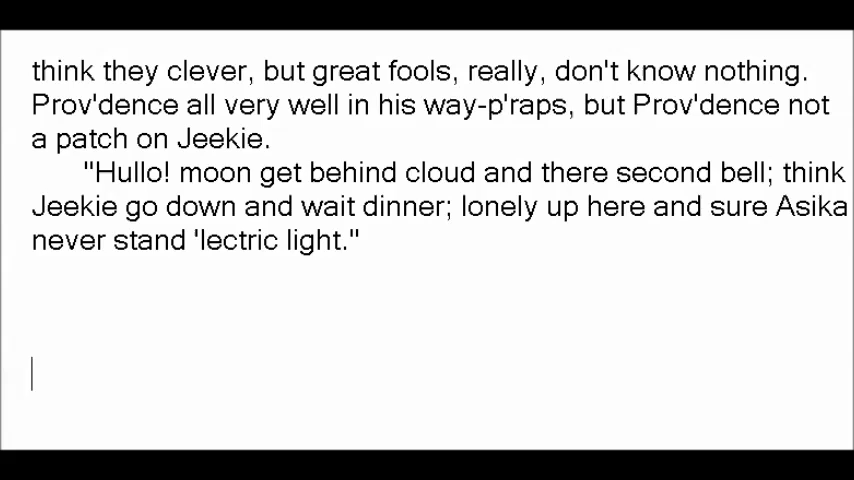 think they clever, but great fools, really, don't know nothing.
Prov'dence all very well in his way-p'raps, but Prov'dence not
a patch on Jeekie.
"Hullo! moon get behind cloud and there second bell; think
Jeekie go down and wait dinner; lonely up here and sure Asika
never stand 'lectric light."